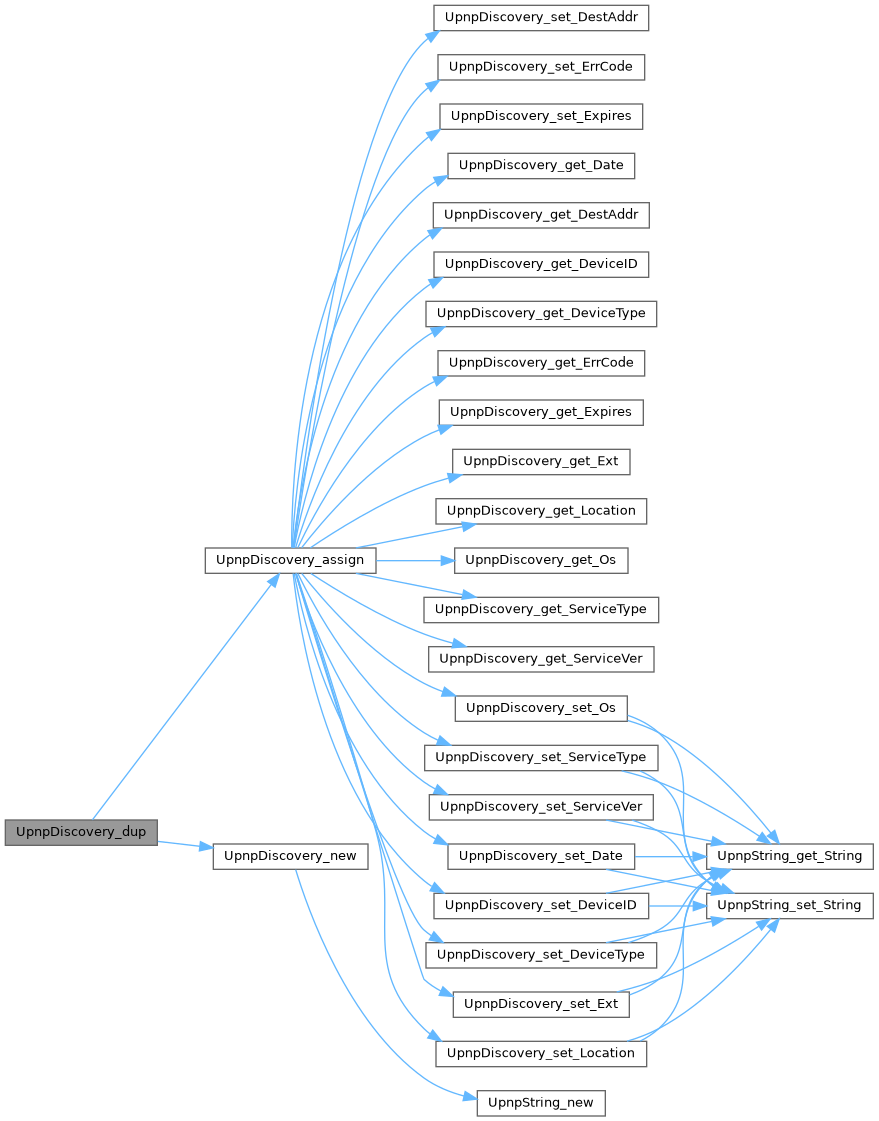 UpnpDiscovery_set_DestAddr
UpnpDiscovery_set_ErrCode
UpnpDiscovery_set_Expires
UpnpDiscovery_get_Date
UpnpDiscovery_get_DestAddr
UpnpDiscovery_get_DeviceID
UpnpDiscovery_get_DeviceType
UpnpDiscovery_get_ErrCode
UpnpDiscovery_get_Expires
UpnpDiscovery_get_Ext
UpnpDiscovery_get_Location
UpnpDiscovery_assign
UpnpDiscovery_get_Os
UpnpDiscovery_get_ServiceType
UpnpDiscovery_get_ServiceVer
UpnpDiscovery_set_Os
UpnpDiscovery_set_ServiceType
UpnpDiscovery_set_ServiceVer
UpnpDiscovery_dup
UpnpDiscovery_new
UpnpDiscovery_set_Date
UpnpString_get_String
UpnpDiscovery_set_DeviceID
UpnpString_set_String
UpnpDiscovery_set_DeviceType
UpnpDiscovery_set_Ext
UpnpDiscovery_set_Location
UpnpString_new